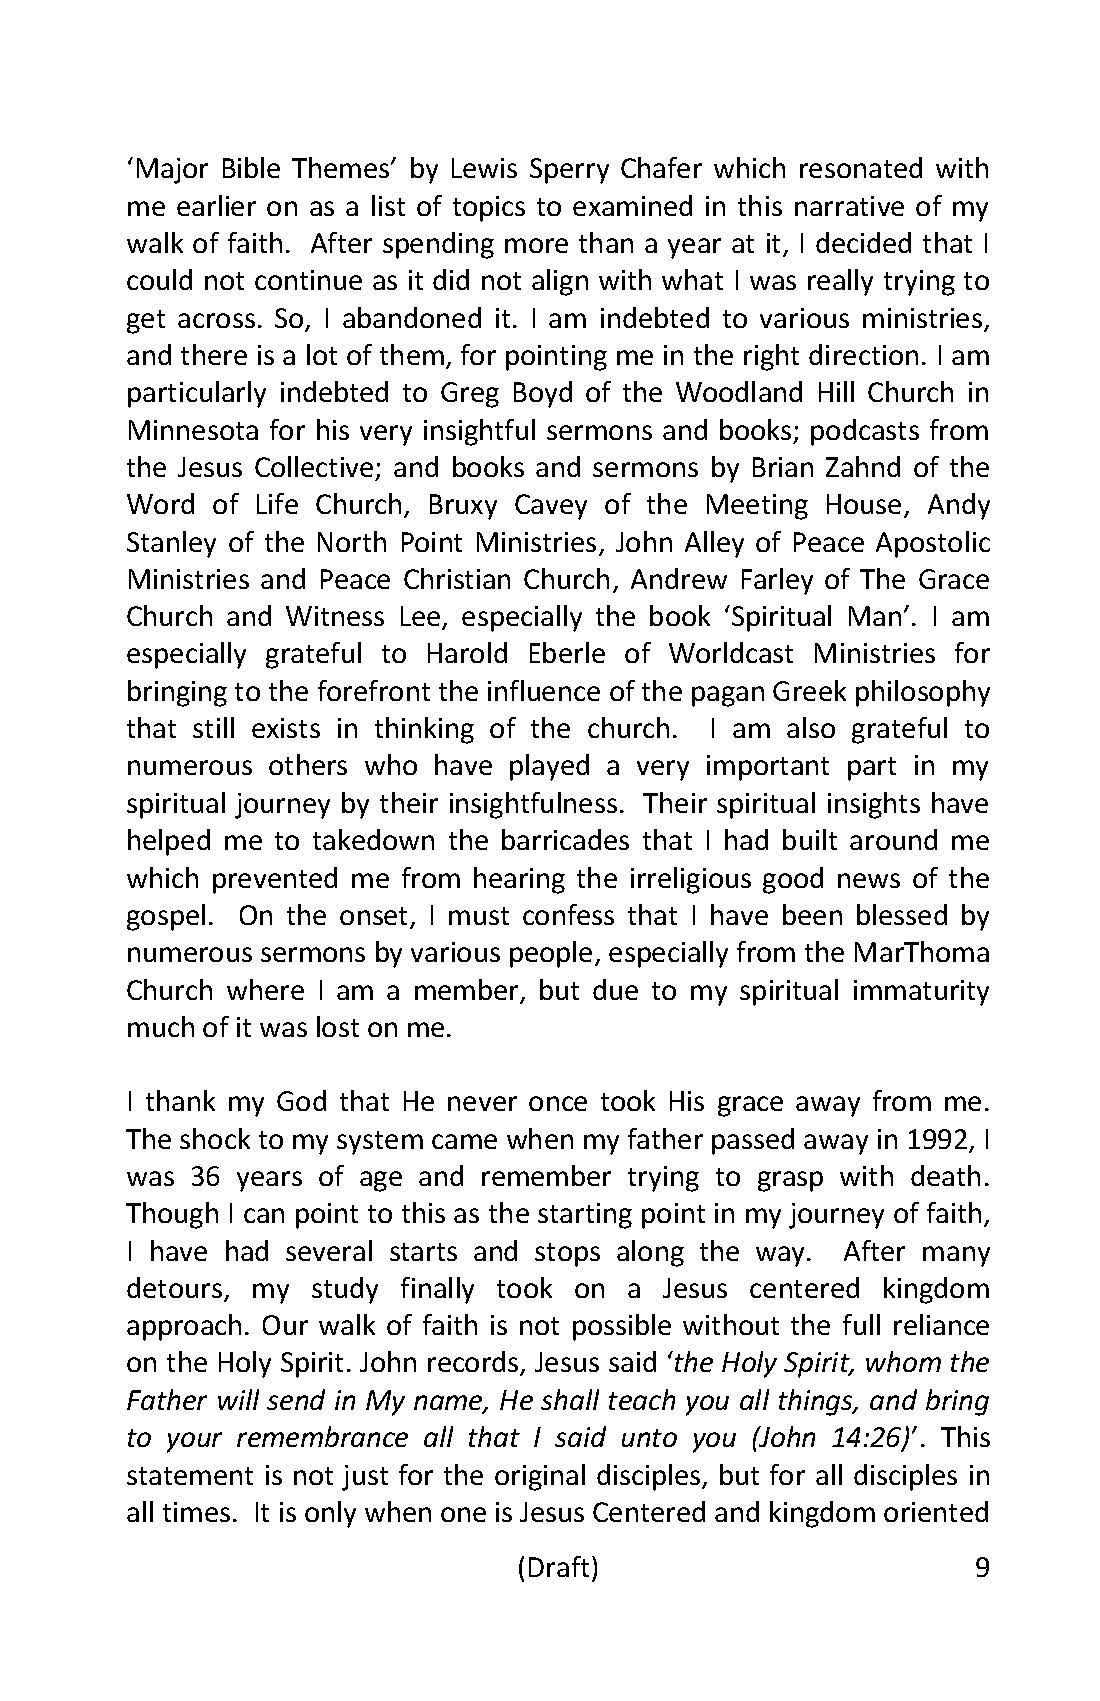 ‘Major Bible Themes’ by Lewis Sperry Chafer which resonated with
me earlier on as a list of topics to examined in this narrative of my
walk of faith.  After spending more than a year at it, I decided that I
could not continue as it did not align with what I was really trying to
get across. So, I abandoned it. I am indebted to various ministries,
and there is a lot of them, for pointing me in the right direction. I am
particularly indebted to Greg Boyd of the Woodland Hill Church in
Minnesota for his very insightful sermons and books; podcasts from
the Jesus Collective; and books and sermons by Brian Zahnd of the
Word of Life Church, Bruxy Cavey of the Meeting House, Andy
Stanley of the North Point Ministries, John Alley of Peace Apostolic
Ministries and Peace Christian Church, Andrew Farley of The Grace
Church and Witness Lee, especially the book ‘Spiritual Man’. I am
especially grateful to Harold Eberle of Worldcast Ministries for
bringing to the forefront the influence of the pagan Greek philosophy
that still exists in thinking of the church.  I am also grateful to
numerous others who have played a very important part in my
spiritual journey by their insightfulness.  Their spiritual insights have
helped me to takedown the barricades that I had built around me
which prevented me from hearing the irreligious good news of the
gospel.  On the onset, I must confess that I have been blessed by
numerous sermons by various people, especially from the MarThoma
Church where I am a member, but due to my spiritual immaturity
much of it was lost on me.

I thank my God that He never once took His grace away from me.
The shock to my system came when my father passed away in 1992, I
was 36 years of age and remember trying to grasp with death.
Though I can point to this as the starting point in my journey of faith,
I have had several starts and stops along the way.  After many
detours, my study finally took on a Jesus centered kingdom
approach. Our walk of faith is not possible without the full reliance
on the Holy Spirit. John records, Jesus said ‘the Holy Spirit, whom the
Father will send in My name, He shall teach you all things, and bring
to your remembrance all that I said unto you (John 14:26)’. This
statement is not just for the original disciples, but for all disciples in
all times.  It is only when one is Jesus Centered and kingdom oriented
(Draft) 9